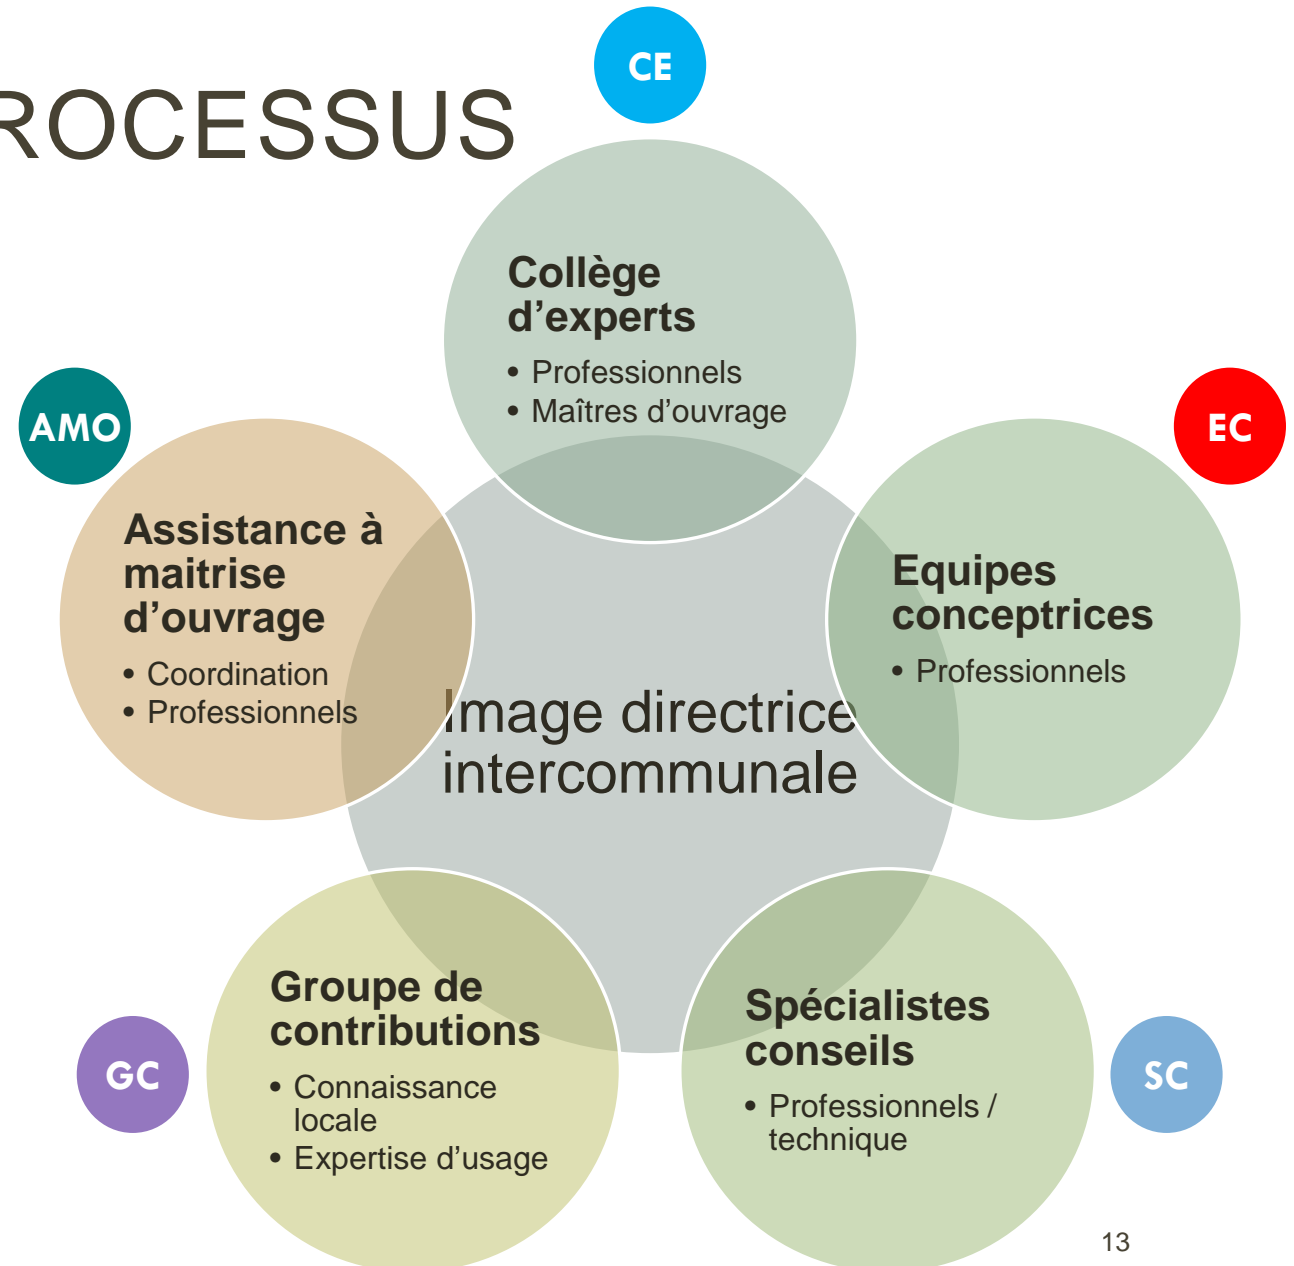 CE
ROCESSUS
Collège
d’experts
• Professionnels
• Maîtres d’ouvrage
AMO
EC
Assistance à
maitrise
d’ouvrage
• Coordination
• Professionnels
Equipes
conceptrices
• Professionnels
Image directrice
intercommunale
Groupe de
contributions
• Connaissance
locale
• Expertise d’usage
GC
Spécialistes
conseils
• Professionnels /
technique
SC
13